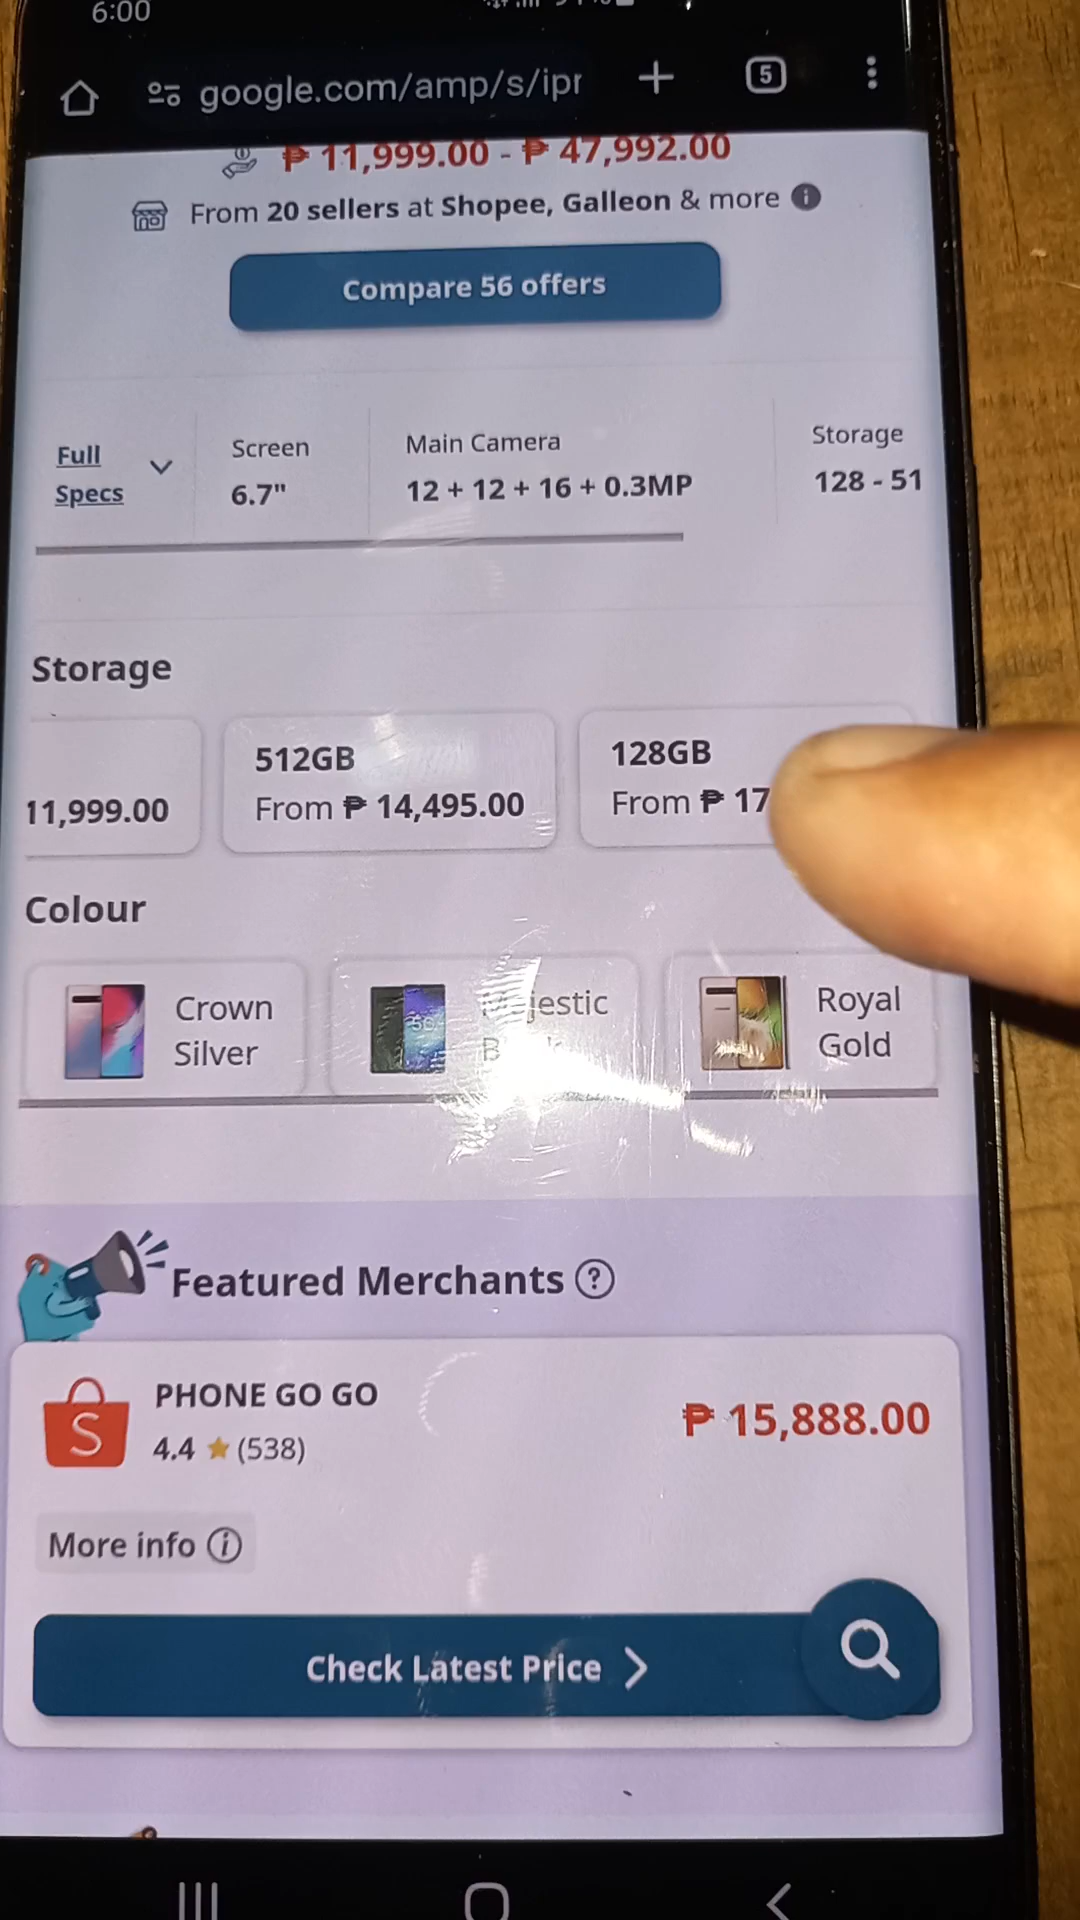 6:00
google.com/amp/s/ipr
5
₱ 11,999.00 - ₱ 47,992.00
From 20 sellers at Shopee, Galleon & more
Compare 56 offers
Full Specs
Screen
6.7"
Main Camera
12 + 12 + 16 + 0.3MP
Storage
128 - 51
Storage
11,999.00
512GB
From ₱ 14,495.00
128GB
From ₱ 17
Colour
Crown
Silver
Royal
Gold
Featured Merchants ?
S
PHONE GO GO
4.4 ★ (538)
₱ 15,888.00
More info
Check Latest Price